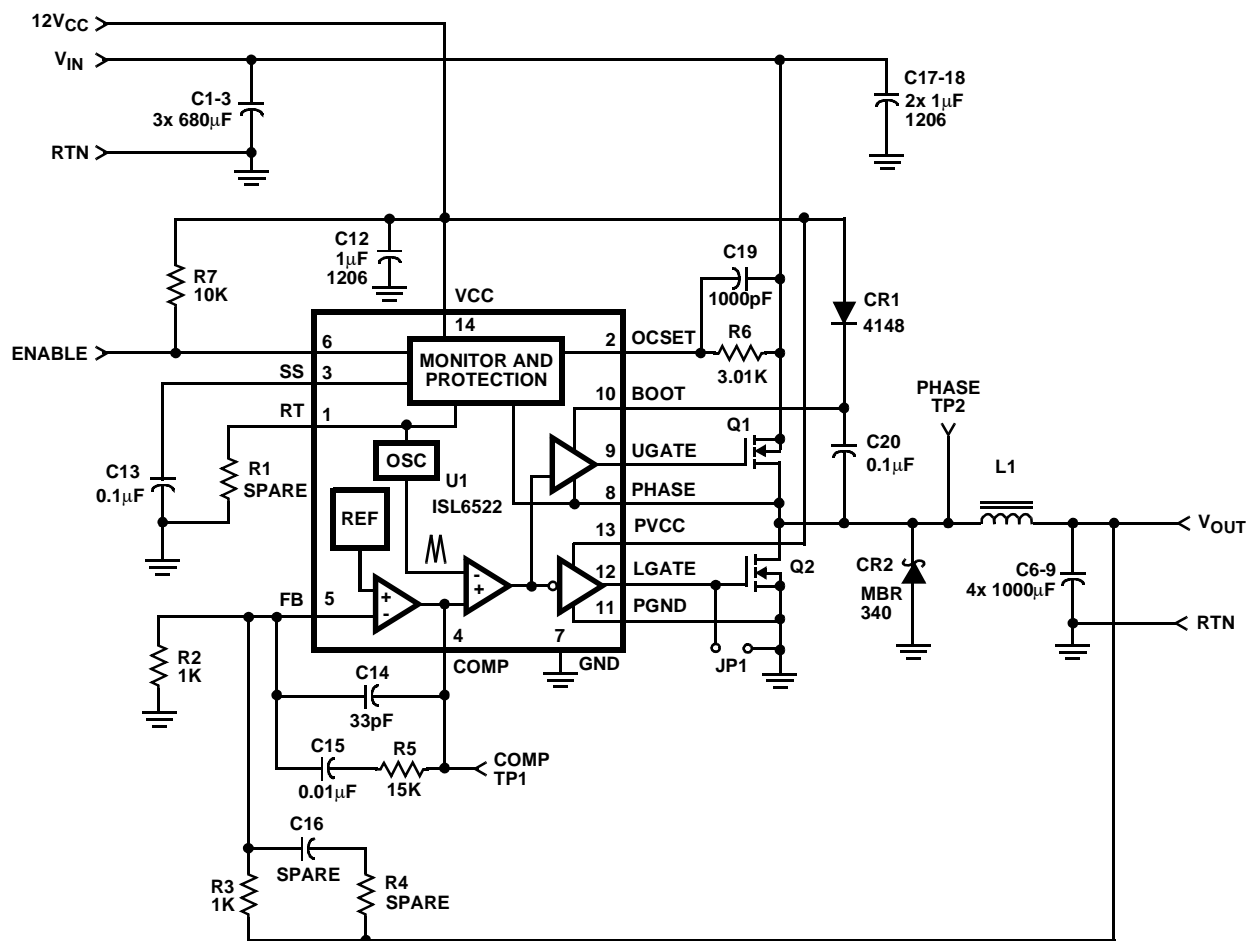 12VCC
VIN
C1-3
3x 680µF
RTN
C17-18
2x 1µF
1206
C12
1µF
1206
R7
10K
VCC
14
C19
1000pF
CR1
4148
ENABLE
6
MONITOR AND
PROTECTION
2
OCSET
R6
3.01K
SS
3
10
BOOT
PHASE
TP2
RT
1
Q1
C20
0.1µF
OSC
9
UGATE
L1
C13
0.1µF
R1
SPARE
U1
ISL6522
8
PHASE
REF
13
PVCC
VOUT
12
LGATE
Q2
CR2
MBR
340
C6-9
4x 1000µF
FB
5
+
-
-
+
11
PGND
RTN
4
7
R2
1K
COMP
GND
JP1
C14
33pF
C15
0.01µF
R5
15K
COMP
TP1
C16
SPARE
R3
1K
R4
SPARE